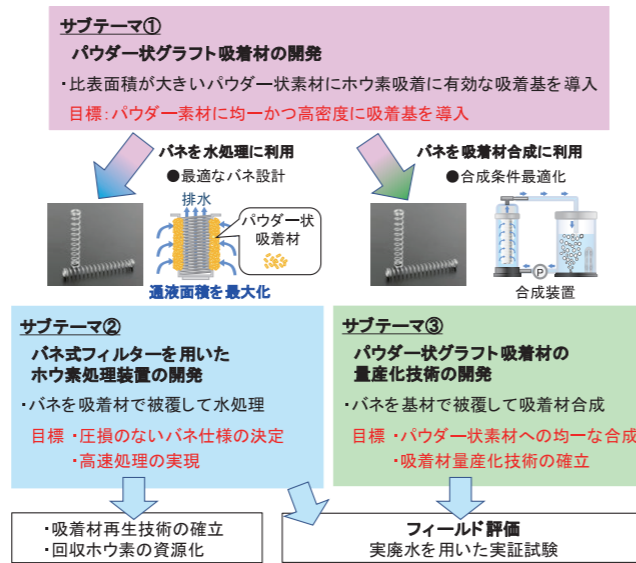 サブテーマ①
パウダー状グラフト吸着材の開発
・比表面積が大きいパウダー状素材にホウ素吸着に有効な吸着基を導入
目標：パウダー素材に均一かつ高密度に吸着基を導入
バネを水処理に利用
●最適なバネ設計
排水
パウダー状
吸着材
通液面積を最大化
バネを吸着材合成に利用
●合成条件最適化
P
合成装置
サブテーマ②
バネ式フィルターを用いた
ホウ素処理装置の開発
・バネを吸着材で被覆して水処理
目標 ・圧損のないバネ仕様の決定
・高速処理の実現
サブテーマ③
パウダー状グラフト吸着材の
量産化技術の開発
・バネを基材で被覆して吸着材合成
目標 ・パウダー状素材への均一な合成
・吸着材量産化技術の確立
・吸着材再生技術の確立
・回収ホウ素の資源化
フィールド評価
実廃水を用いた実証試験